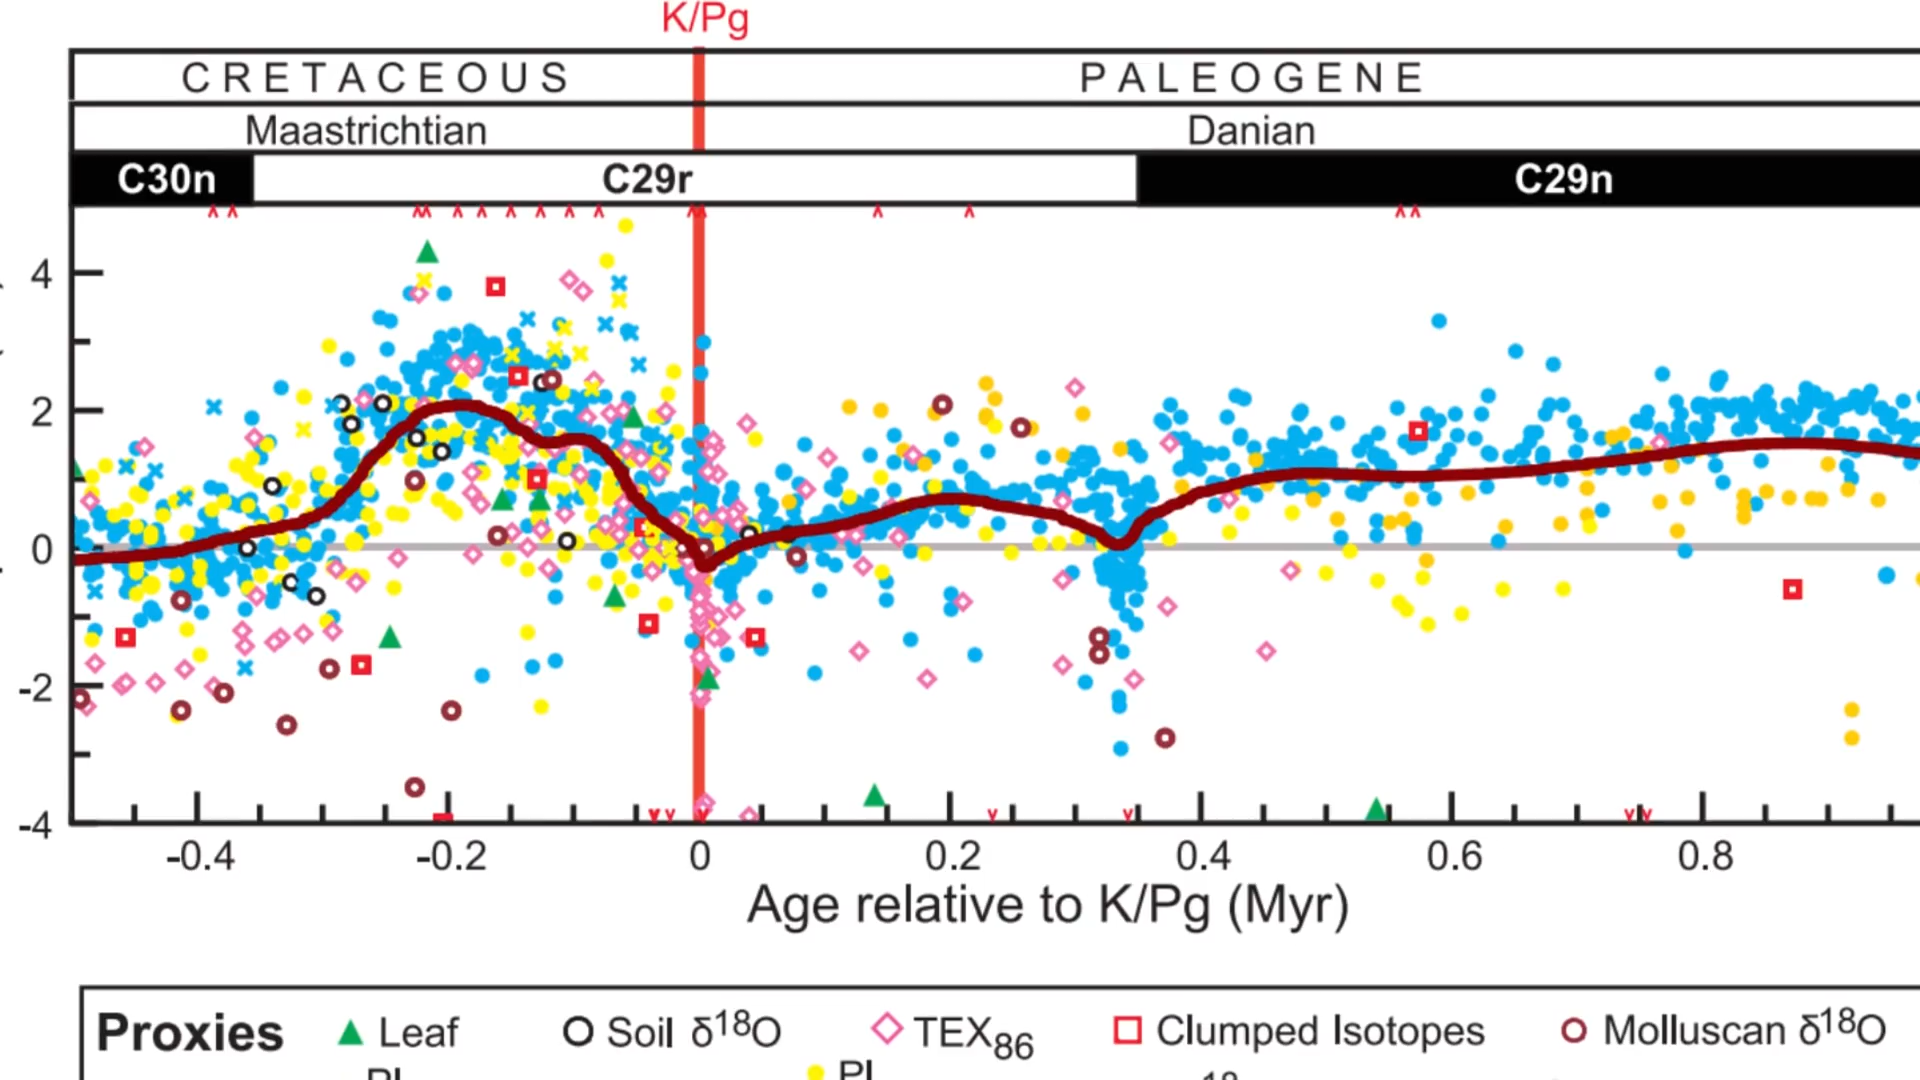 K/Pg
CRETACEOUS PALEOGENE
Maastrichtian Danian
C30n C29r C29n
4
2
0
-2
-4
-0.4 -0.2 0 0.2 0.4 0.6 0.8
Age relative to K/Pg (Myr)
Proxies Leaf Soil δ18O TEX86 Clumped Isotopes Molluscan δ18O